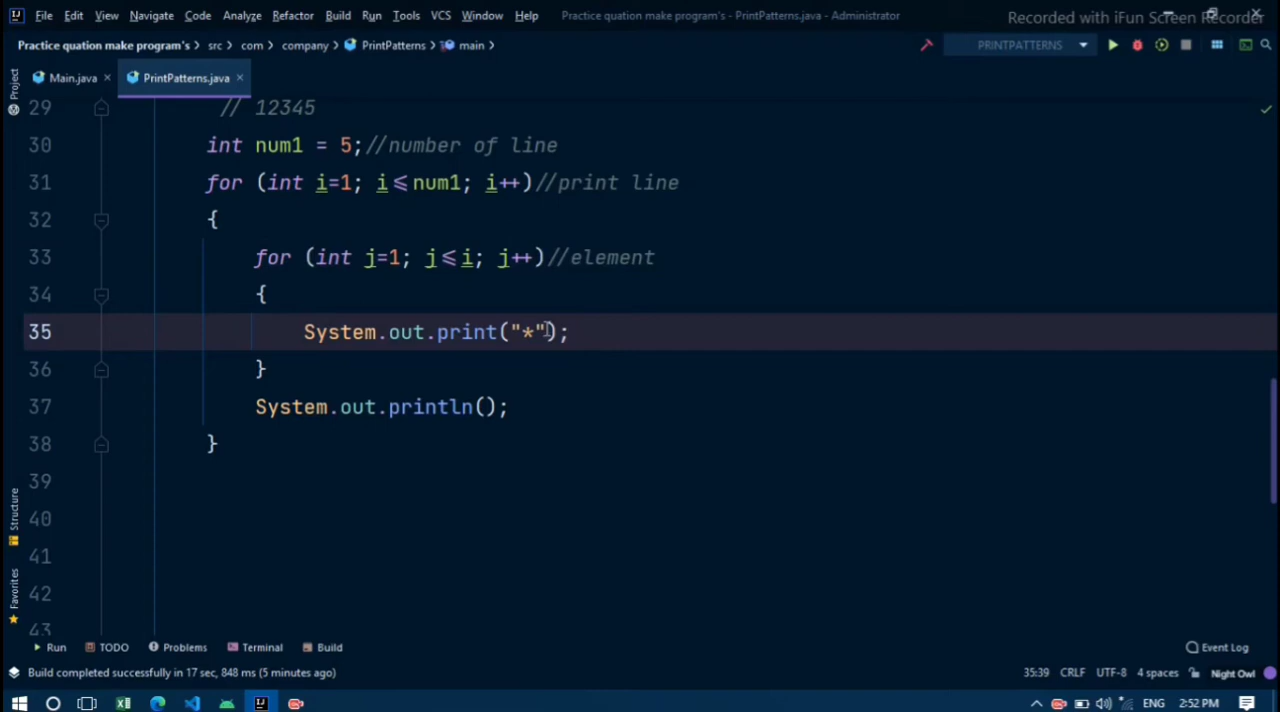 File Edit View Navigate Code Analyze Refactor Build Run Tools VCS Window Help Practice quation make program's - PrintPatterns.java - Administrator
Recorded with iFun Screen Recorder
Practice quation make program's > src > com > company > PrintPatterns > main > PRINTPATTERNS
Main.java × PrintPatterns.java ×
Project
29 // 12345
30 int num1 = 5;//number of line
31 for (int i=1; i<=num1; i++)//print line
32 {
33 for (int j=1; j<=i; j++)//element
34 {
35 System.out.print("*");
36 }
37 System.out.println();
38 }
39
40
41
42
43
Structure
Favorites
Run TODO Problems Terminal Build Event Log
Build completed successfully in 17 sec, 848 ms (5 minutes ago) 35:39 CRLF UTF-8 4 spaces Night Owl
ENG 2:52 PM